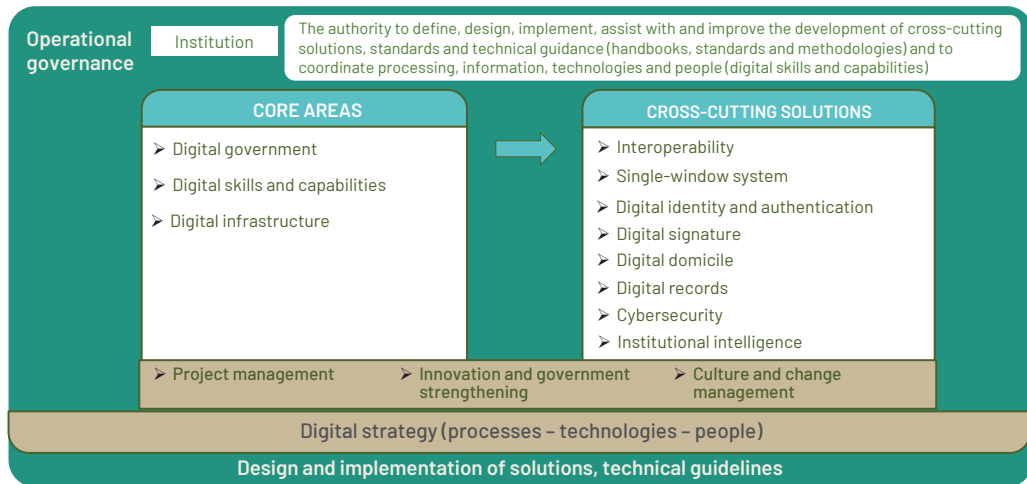 Operational
governance
Institution
The authority to define, design, implement, assist with and improve the development of cross-cutting
solutions, standards and technical guidance (handbooks, standards and methodologies) and to
coordinate processing, information, technologies and people (digital skills and capabilities)
CORE AREAS
➢ Digital government
➢ Digital skills and capabilities
➢ Digital infrastructure
CROSS-CUTTING SOLUTIONS
➢ Interoperability
➢ Single-window system
➢ Digital identity and authentication
➢ Digital signature
➢ Digital domicile
➢ Digital records
➢ Cybersecurity
➢ Institutional intelligence
➢ Project management
➢ Innovation and government
strengthening
➢ Culture and change
management
Digital strategy (processes – technologies – people)
Design and implementation of solutions, technical guidelines